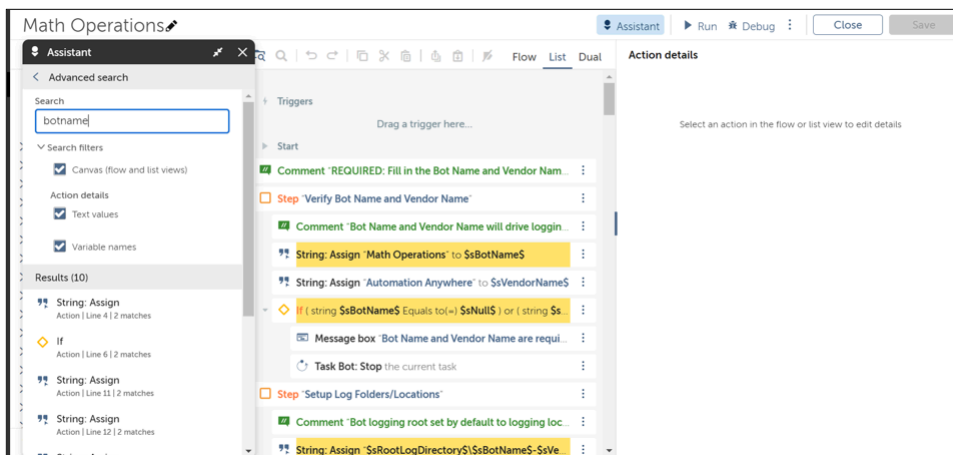 Math Operations
Assistant
Run
Debug
Close
Save
Assistant
Advanced search
Search
botname
Search filters
Canvas (flow and list views)
Action details
Text values
Variable names
Results (10)
String: Assign
Action | Line 4 | 2 matches
If
Action | Line 6 | 2 matches
String: Assign
Action | Line 11 | 2 matches
String: Assign
Action | Line 12 | 2 matches
Flow List Dual
Triggers
Drag a trigger here...
Start
Comment "REQUIRED: Fill in the Bot Name and Vendor Nam...
Step "Verify Bot Name and Vendor Name"
Comment "Bot Name and Vendor Name will drive loggin...
String: Assign "Math Operations" to $sBotName$
String: Assign "Automation Anywhere" to $sVendorName$
If ( string $sBotName$ Equals to(=) $sNull$ ) or ( string $s...
Message box "Bot Name and Vendor Name are requi...
Task Bot: Stop the current task
Step "Setup Log Folders/Locations"
Comment "Bot logging root set by default to logging loc...
String: Assign "$sRootLogDirectory$\$sBotName$-$sVe...
Action details
Select an action in the flow or list view to edit details